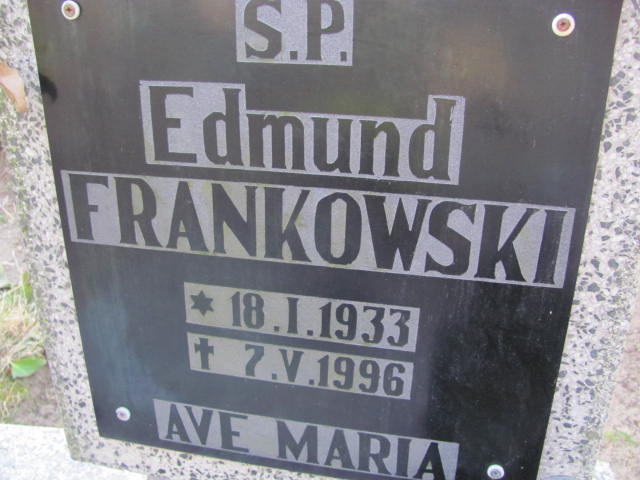 S.P.
Edmund
FRANKOWSKI
* 18.I.1933
† 7.V.1996
AVE MARIA